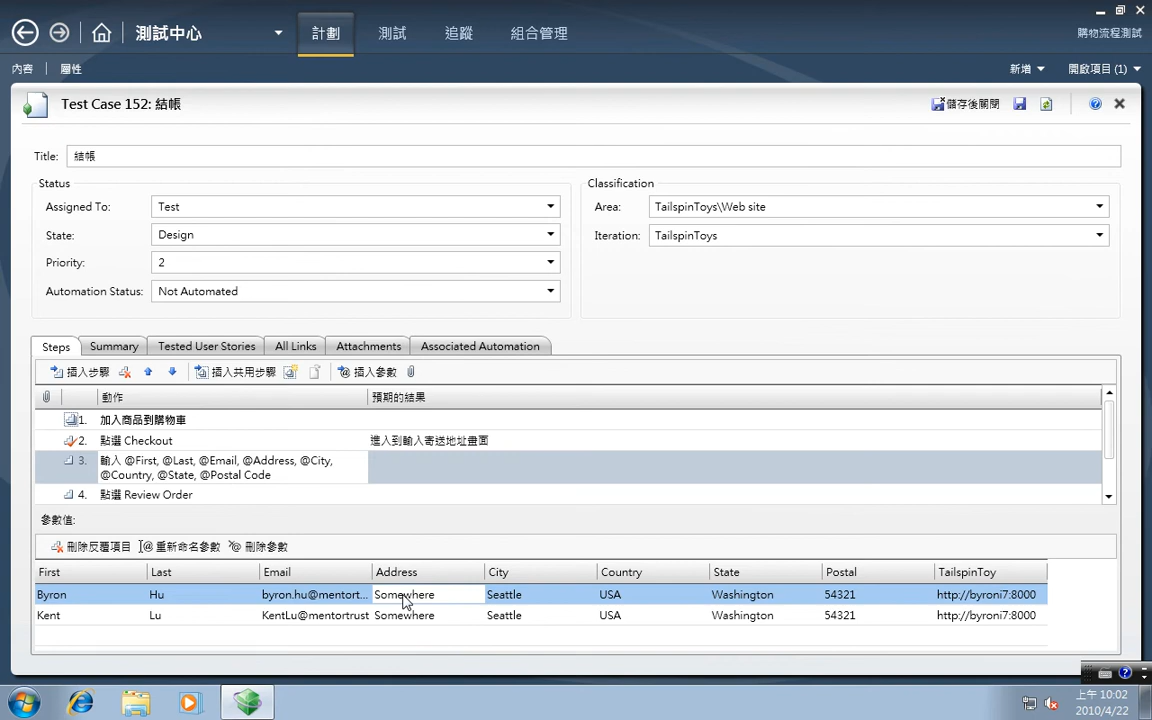 測試中心
計劃
測試
追蹤
組合管理
購物流程測試
內容
屬性
新增
開啟項目 (1)
Test Case 152: 結帳
儲存後關閉
Title:
結帳
Status
Classification
Assigned To:
Test
Area:
TailspinToys\Web site
State:
Design
Iteration:
TailspinToys
Priority:
2
Automation Status:
Not Automated
Steps
Summary
Tested User Stories
All Links
Attachments
Associated Automation
插入步驟
插入共用步驟
插入參數
動作
預期的結果
1. 加入商品到購物車
2. 點選 Checkout
進入到輸入寄送地址畫面
3. 輸入 @First, @Last, @Email, @Address, @City,
@Country, @State, @Postal Code
4. 點選 Review Order
參數值:
刪除反覆項目
重新命名參數
刪除參數
First Last Email Address City Country State Postal TailspinToy
Byron Hu byron.hu@mentort... Somewhere Seattle USA Washington 54321 http://byroni7:8000
Kent Lu KentLu@mentortrust Somewhere Seattle USA Washington 54321 http://byroni7:8000
上午 10:02
2010/4/22